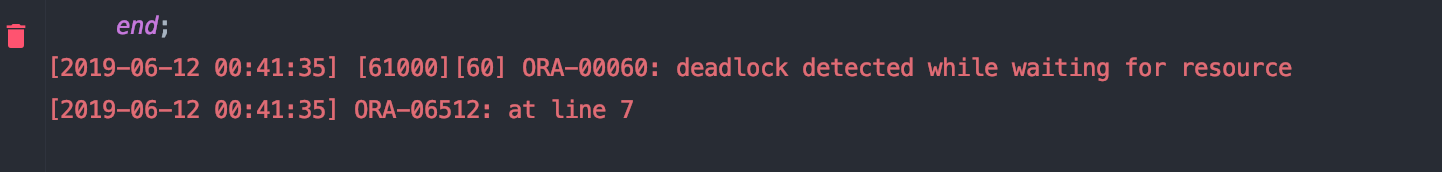 end;
[2019-06-12 00:41:35] [61000][60] ORA-00060: deadlock detected while waiting for resource
[2019-06-12 00:41:35] ORA-06512: at line 7